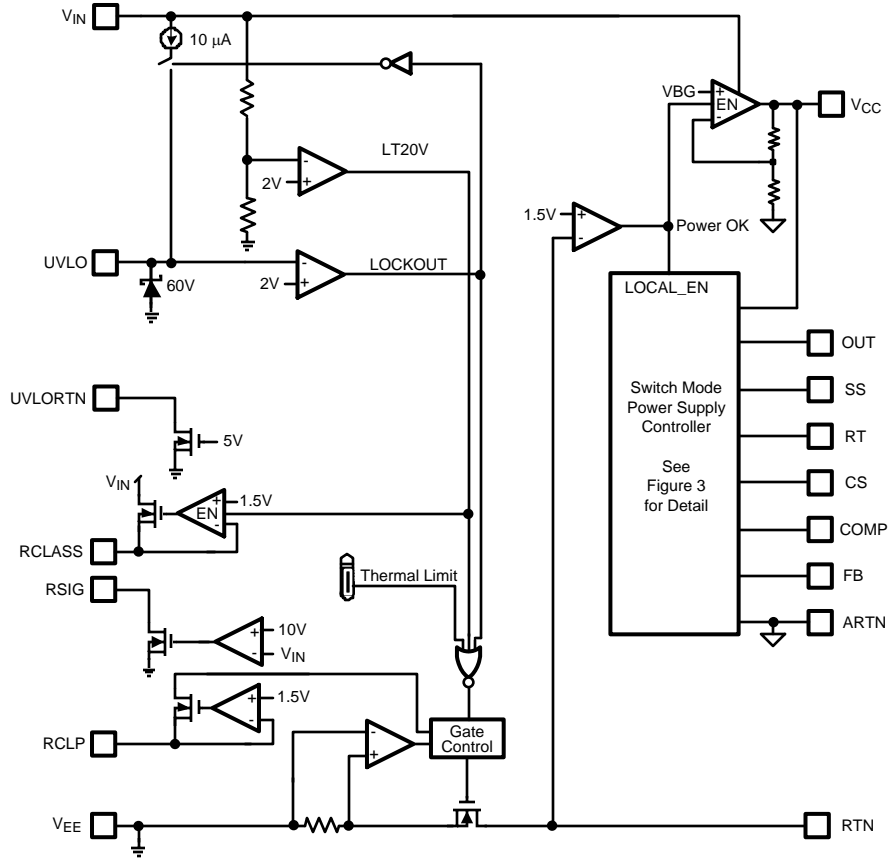 VIN
10 μA
VBG
+
EN
-
VCC
LT20V
-
2V
+
1.5V
+
-
Power OK
UVLO
-
LOCKOUT
2V
+
60V
LOCAL_EN
OUT
Switch Mode
Power Supply
Controller
SS
UVLORTN
RT
5V
See
Figure 3
for Detail
VIN
CS
+
1.5V
EN
-
COMP
RCLASS
Thermal Limit
FB
RSIG
ARTN
+
10V
-
VIN
+
1.5V
-
RCLP
-
+
Gate
Control
VEE
RTN